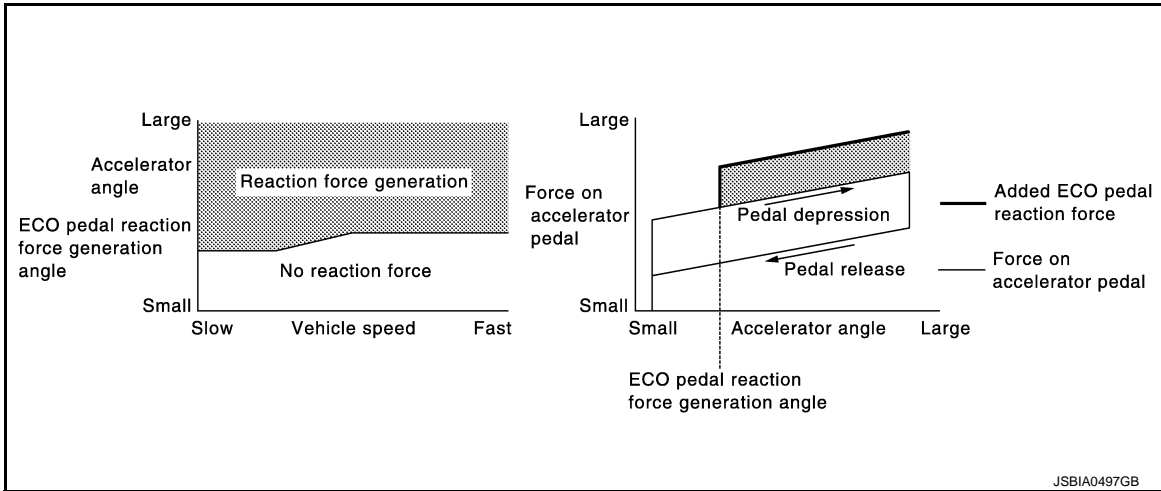 Large
Accelerator
angle
ECO pedal reaction
force generation
angle
Small
Reaction force generation
No reaction force
Slow
Vehicle speed
Fast
Large
Force on
accelerator
pedal
Small
Pedal depression
Pedal release
Small
Accelerator angle
Large
ECO pedal reaction
force generation angle
Added ECO pedal
reaction force
Force on
accelerator pedal
JSBIA0497GB